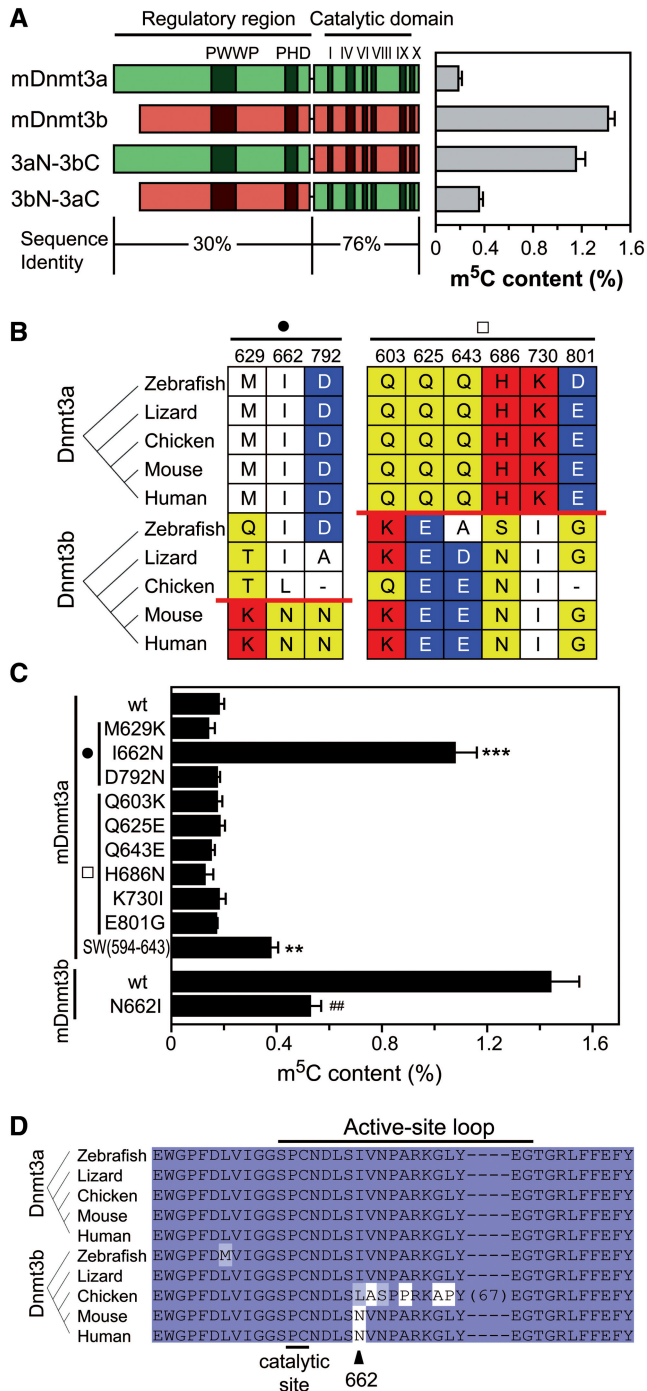 A
Regulatory region Catalytic domain
PWWP PHD I IV VI VIII IX X
mDnmt3a
mDnmt3b
3aN-3bC
3bN-3aC
Sequence Identity
30% 76%
0 0.4 0.8 1.2 1.6
m⁵C content (%)
B
● □
629 662 792 603 625 643 686 730 801
Dnmt3a
Zebrafish M I D Q Q Q H K D
Lizard M I D Q Q Q H K E
Chicken M I D Q Q Q H K E
Mouse M I D Q Q Q H K E
Human M I D Q Q Q H K E
Dnmt3b
Zebrafish Q I D K E A S I G
Lizard T I A K E D N I G
Chicken T L - Q E E N I -
Mouse K N N K E E N I G
Human K N N K E E N I G
C
mDnmt3a
wt
●
M629K
I662N ***
D792N
□
Q603K
Q625E
Q643E
H686N
K730I
E801G
SW(594-643) **
mDnmt3b
wt
N662I ##
0 0.4 0.8 1.2 1.6
m⁵C content (%)
D
Active-site loop
Dnmt3a
Zebrafish EWGPFDLVIGGSPCNDLSIVNPARKGLY----EGTGRLFFEFY
Lizard EWGPFDLVIGGSPCNDLSIVNPARKGLY----EGTGRLFFEFY
Chicken EWGPFDLVIGGSPCNDLSIVNPARKGLY----EGTGRLFFEFY
Mouse EWGPFDLVIGGSPCNDLSIVNPARKGLY----EGTGRLFFEFY
Human EWGPFDLVIGGSPCNDLSIVNPARKGLY----EGTGRLFFEFY
Dnmt3b
Zebrafish EWGPFDMVIGGSPCNDLSIVNPARKGLY----EGTGRLFFEFY
Lizard EWGPFDLVIGGSPCNDLSIVNPARKGLY----EGTGRLFFEFY
Chicken EWGPFDLVIGGSPCNDLSLASPPRKAPY(67)EGTGRLFFEFY
Mouse EWGPFDLVIGGSPCNDLSNVNPARKGLY----EGTGRLFFEFY
Human EWGPFDLVIGGSPCNDLSNVNPARKGLY----EGTGRLFFEFY
catalytic site
662